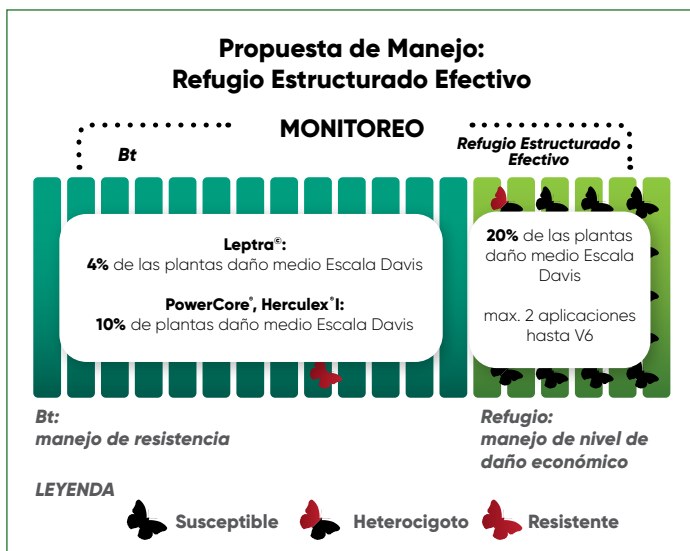 Propuesta de Manejo:
Refugio Estructurado Efectivo
MONITOREO
Bt
Refugio Estructurado
Efectivo
Leptra©:
4% de las plantas daño medio Escala Davis
PowerCore®, Herculex®I:
10% de plantas daño medio Escala Davis
20% de las plantas
daño medio Escala
Davis
max. 2 aplicaciones
hasta V6
Bt:
manejo de resistencia
Refugio:
manejo de nivel de
daño económico
LEYENDA
Susceptible
Heterocigoto
Resistente